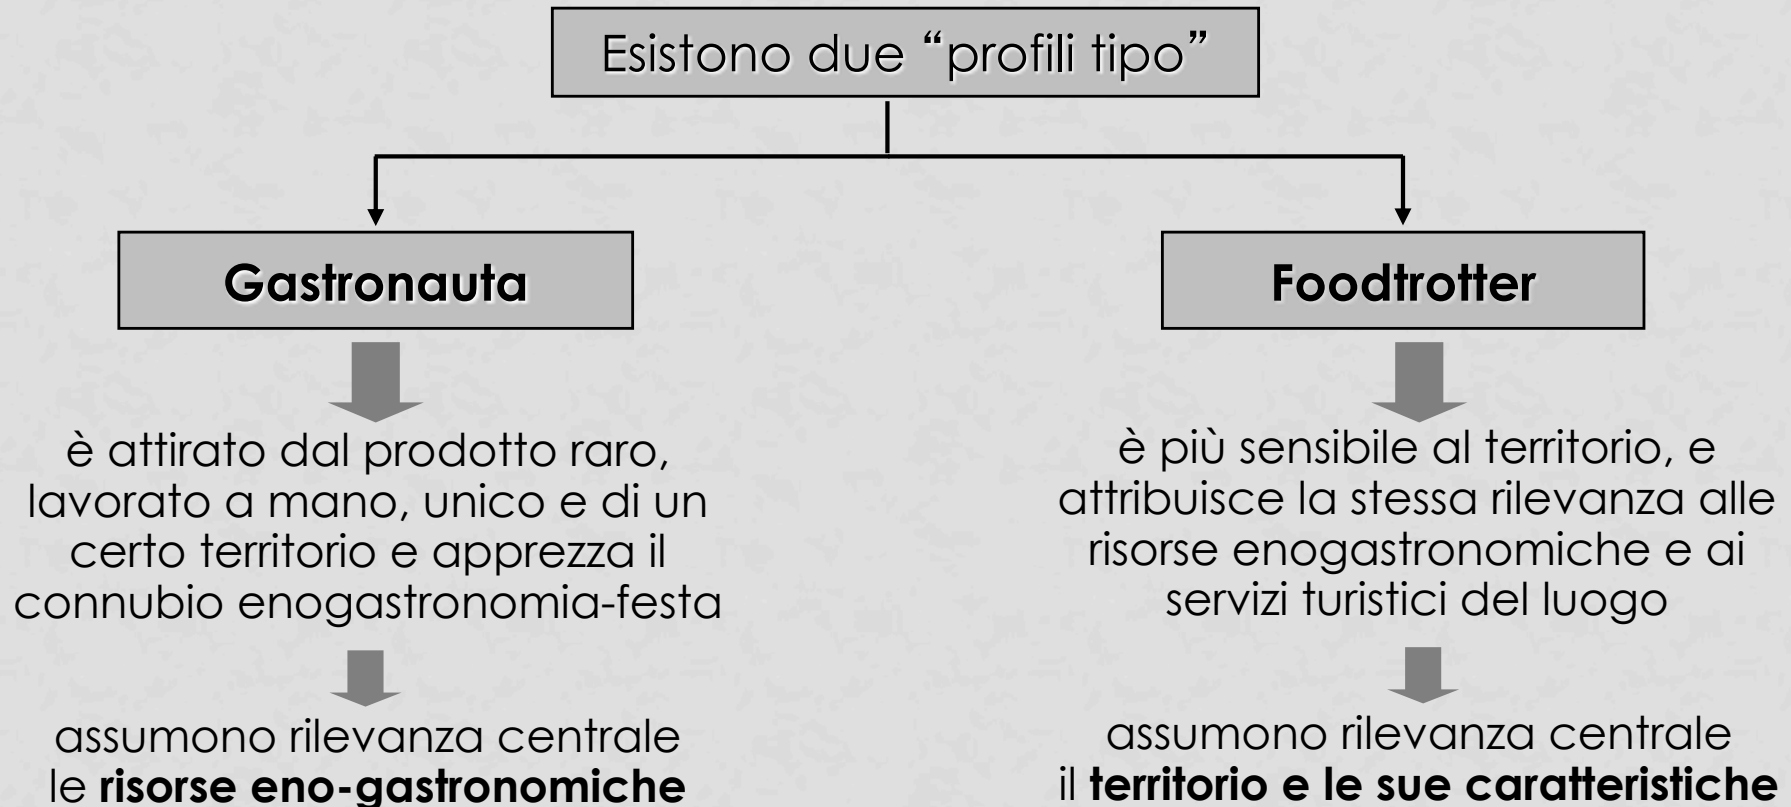 Esistono due “profili tipo”
Gastronauta
è attirato dal prodotto raro,
lavorato a mano, unico e di un
certo territorio e apprezza il
connubio enogastronomia-festa
assumono rilevanza centrale
le risorse eno-gastronomiche
Foodtrotter
è più sensibile al territorio, e
attribuisce la stessa rilevanza alle
risorse enogastronomiche e ai
servizi turistici del luogo
assumono rilevanza centrale
il territorio e le sue caratteristiche